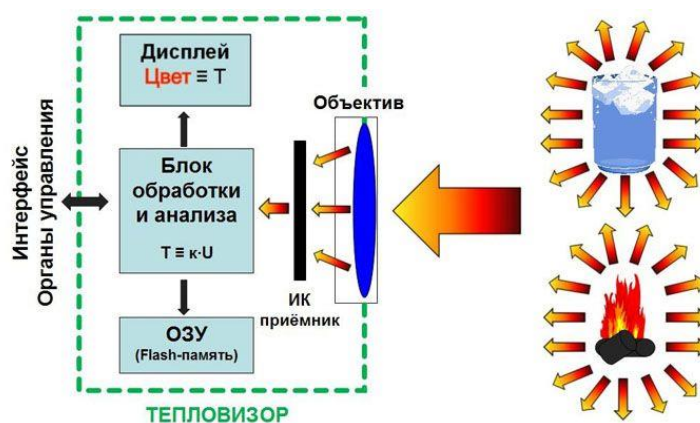 Дисплей
Цвет ≡ T
Объектив
Интерфейс
Органы управления
Блок
обработки
и анализа
T ≡ к·U
ИК
приёмник
ОЗУ
(Flash-память)
ТЕПЛОВИЗОР